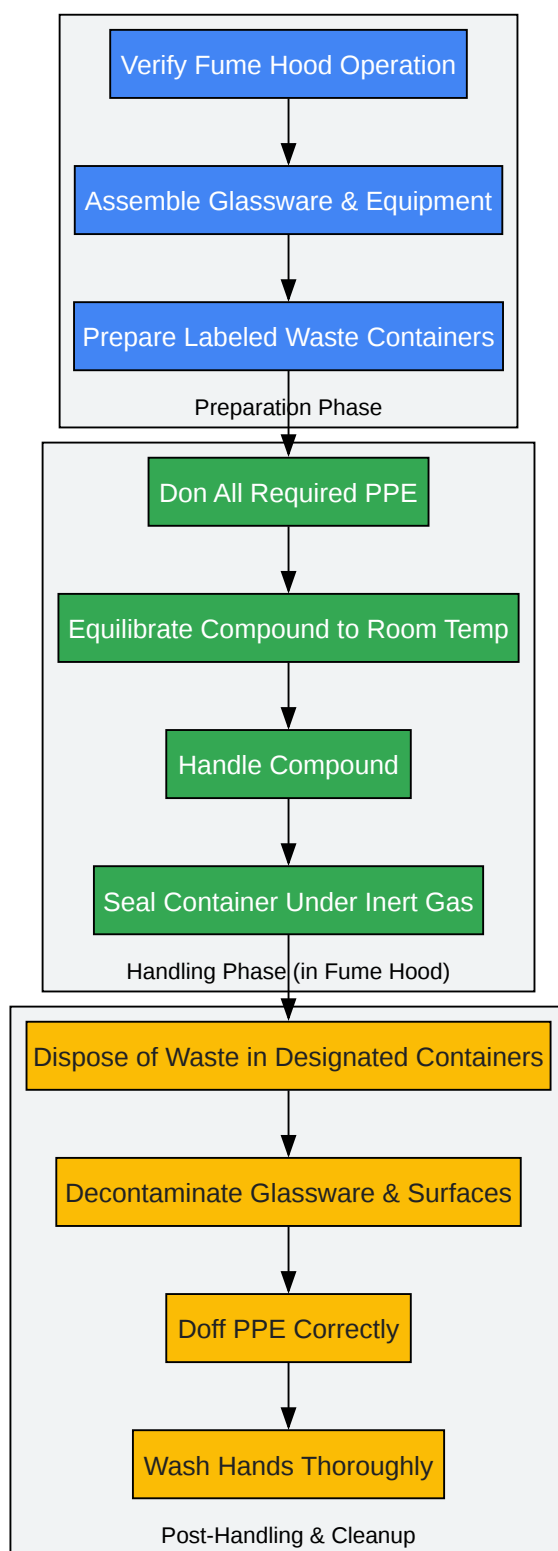 Verify Fume Hood Operation
Assemble Glassware & Equipment
Prepare Labeled Waste Containers
Preparation Phase
Don All Required PPE
Equilibrate Compound to Room Temp
Handle Compound
Seal Container Under Inert Gas
Handling Phase (in Fume Hood)
Dispose of Waste in Designated Containers
Decontaminate Glassware & Surfaces
Doff PPE Correctly
Wash Hands Thoroughly
Post-Handling & Cleanup